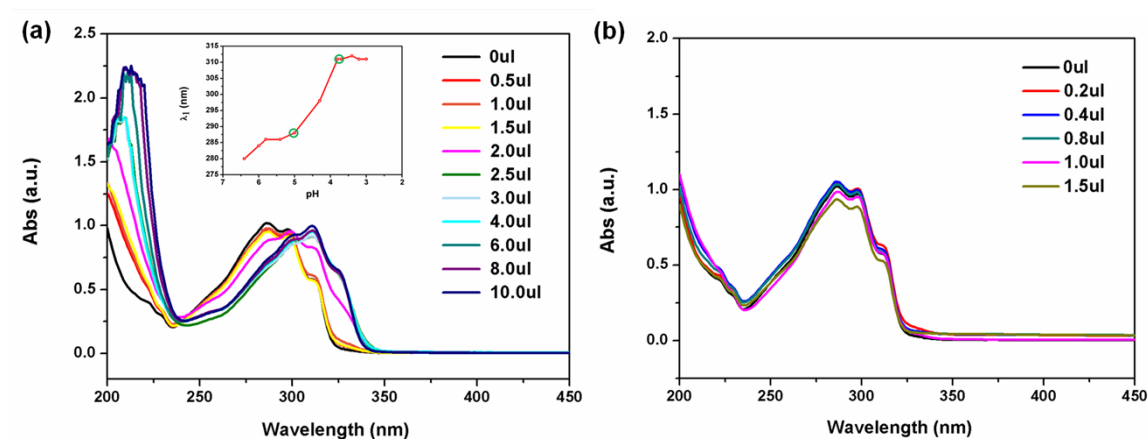 (a)
2.5
2.0
1.5
1.0
0.5
0.0
Abs (a.u.)
200 250 300 350 400 450
Wavelength (nm)
315
310
305
300
295
290
285
280
275
λ1 (nm)
7 6 5 4 3 2
pH
0ul
0.5ul
1.0ul
1.5ul
2.0ul
2.5ul
3.0ul
4.0ul
6.0ul
8.0ul
10.0ul
(b)
2.0
1.5
1.0
0.5
0.0
Abs (a.u.)
200 250 300 350 400 450
Wavelength (nm)
0ul
0.2ul
0.4ul
0.8ul
1.0ul
1.5ul